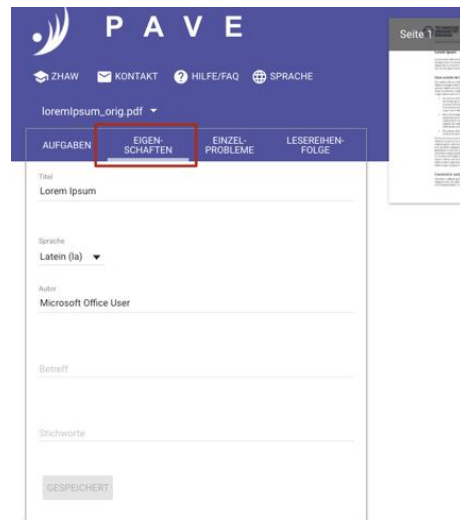 PAVE
Seite 1
ZHAW KONTAKT HILFE/FAQ SPRACHE
loremIpsum_orig.pdf
AUFGABEN
EIGEN-
SCHAFTEN
EINZEL-
PROBLEME
LESEREIHEN-
FOLGE
Titel
Lorem Ipsum
Sprache
Latein (la)
Autor
Microsoft Office User
Betreff
Stichworte
GESPEICHERT